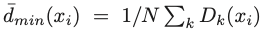 d̄_min(x_i) = 1/N ∑_k D_k(x_i)